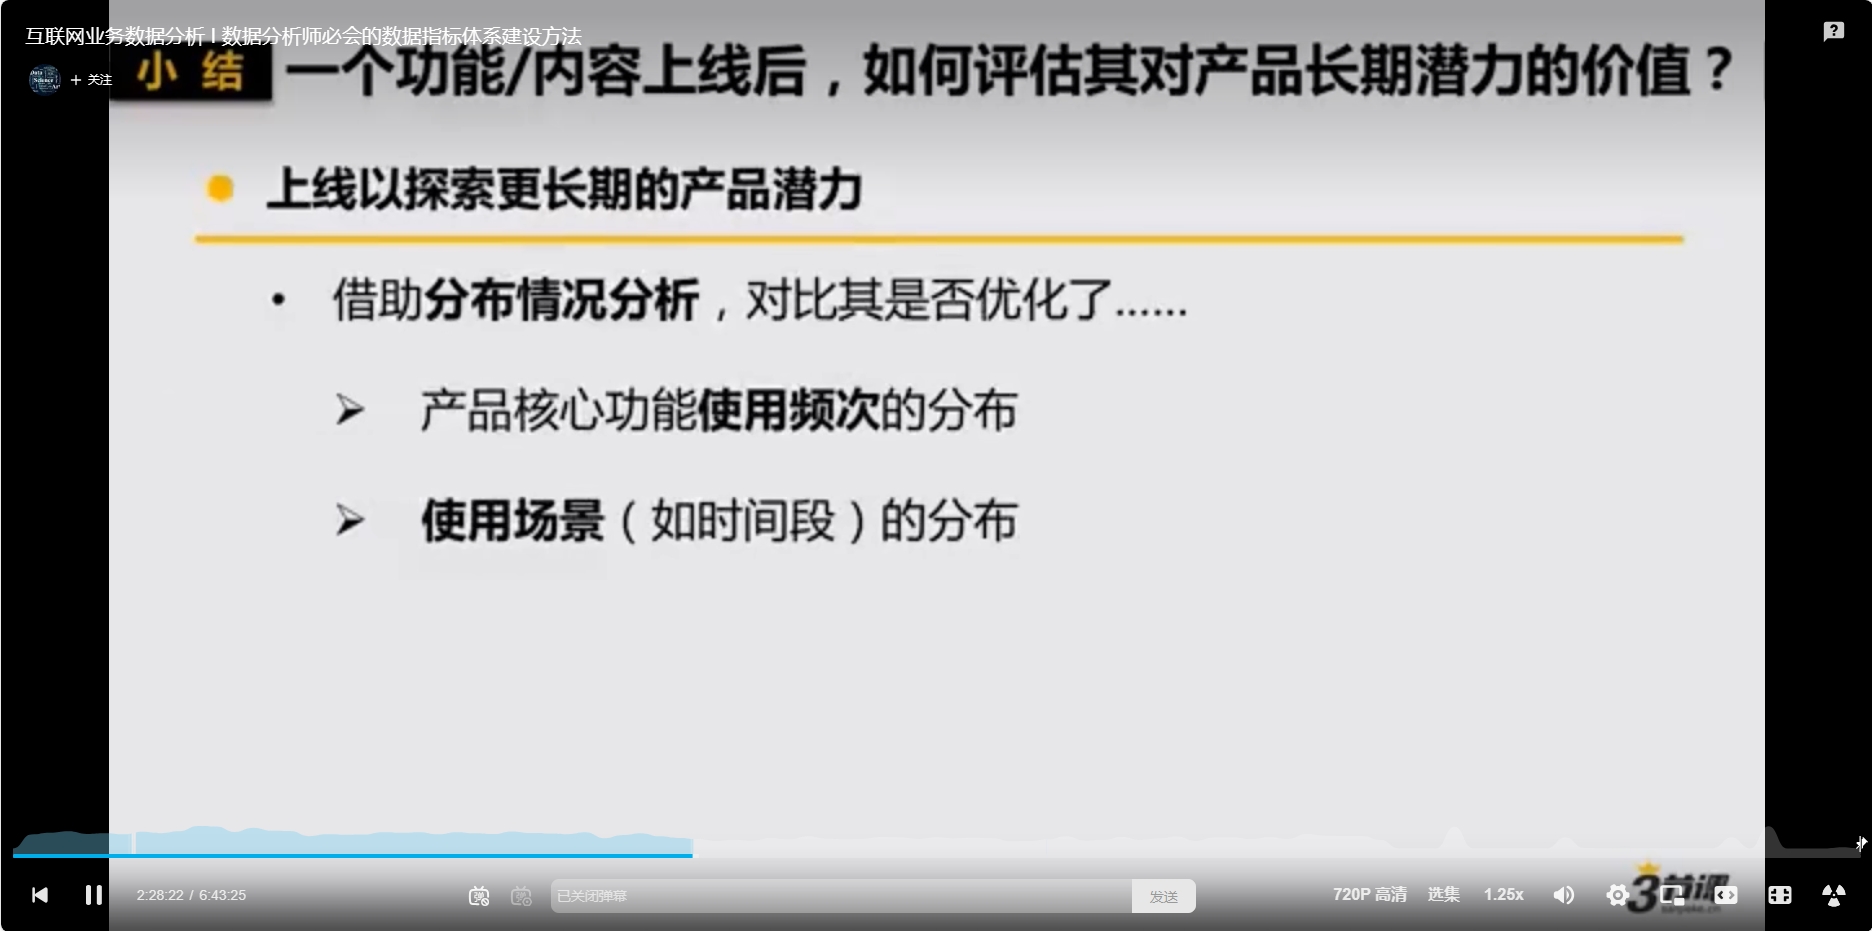 互联网业务数据分析 | 数据分析师必会的数据指标体系建设方法
+ 关注
小 结 一个功能/内容上线后，如何评估其对产品长期潜力的价值？
上线以探索更长期的产品潜力
• 借助分布情况分析，对比其是否优化了……
➢ 产品核心功能使用频次的分布
➢ 使用场景（如时间段）的分布
2:28:22 / 6:43:25
已关闭弹幕
发送
720P 高清
选集
1.25x
3节课